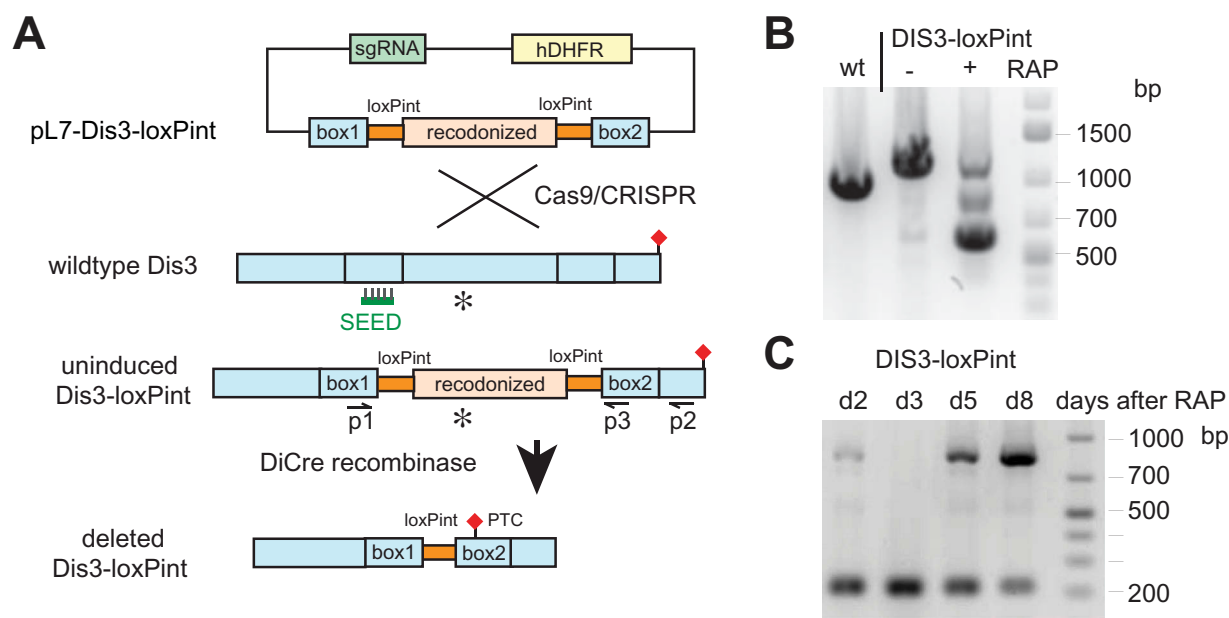 A
sgRNA
hDHFR
loxPint
loxPint
pL7-Dis3-loxPint
box1
recodonized
box2
Cas9/CRISPR
wildtype Dis3
*
SEED
uninduced
Dis3-loxPint
loxPint
loxPint
box1
recodonized
box2
p1
*
p3
p2
DiCre recombinase
deleted
Dis3-loxPint
loxPint
PTC
box1
box2
B
DIS3-loxPint
wt
-
+
RAP
bp
1500
1000
700
500
C
DIS3-loxPint
d2
d3
d5
d8
days after RAP
1000
bp
700
500
200